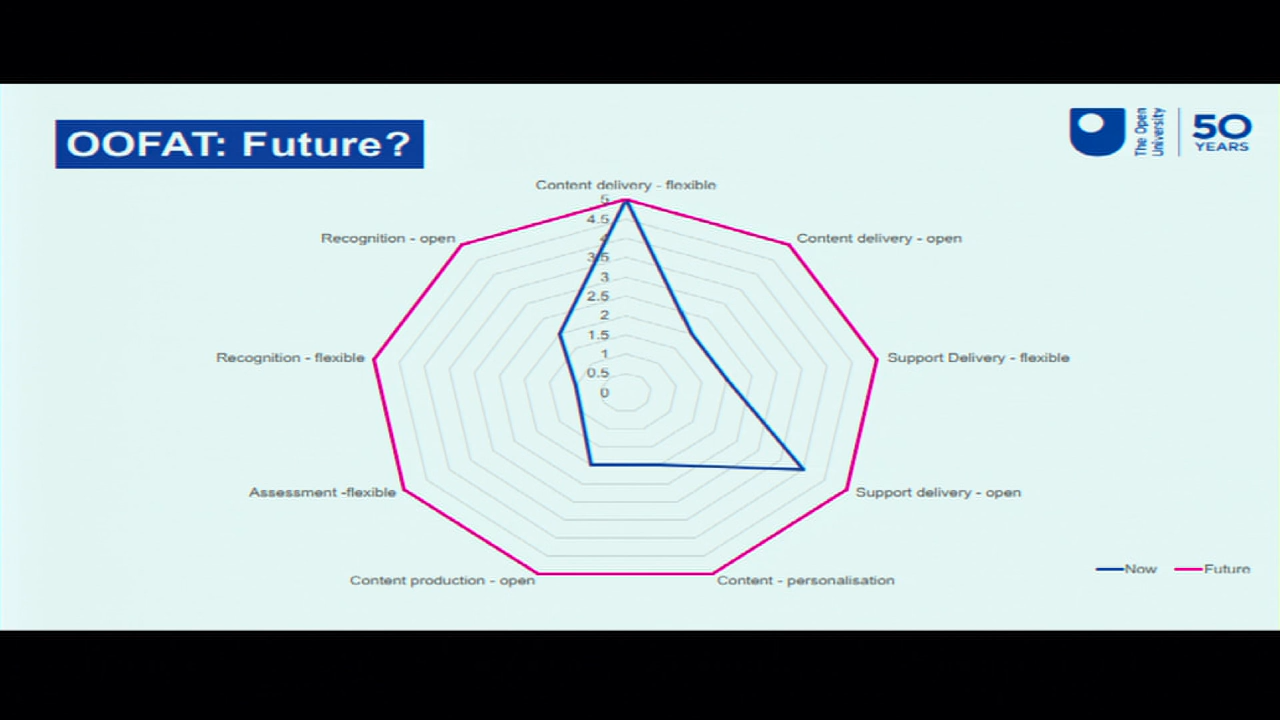 OOFAT: Future?
The Open
University
50
YEARS
Content delivery - flexible
Recognition - open
Content delivery - open
5
4.5
4
3.5
3
2.5
2
1.5
1
0.5
0
Recognition - flexible
Support Delivery - flexible
Assessment -flexible
Support delivery - open
Content production - open
Content - personalisation
Now
Future